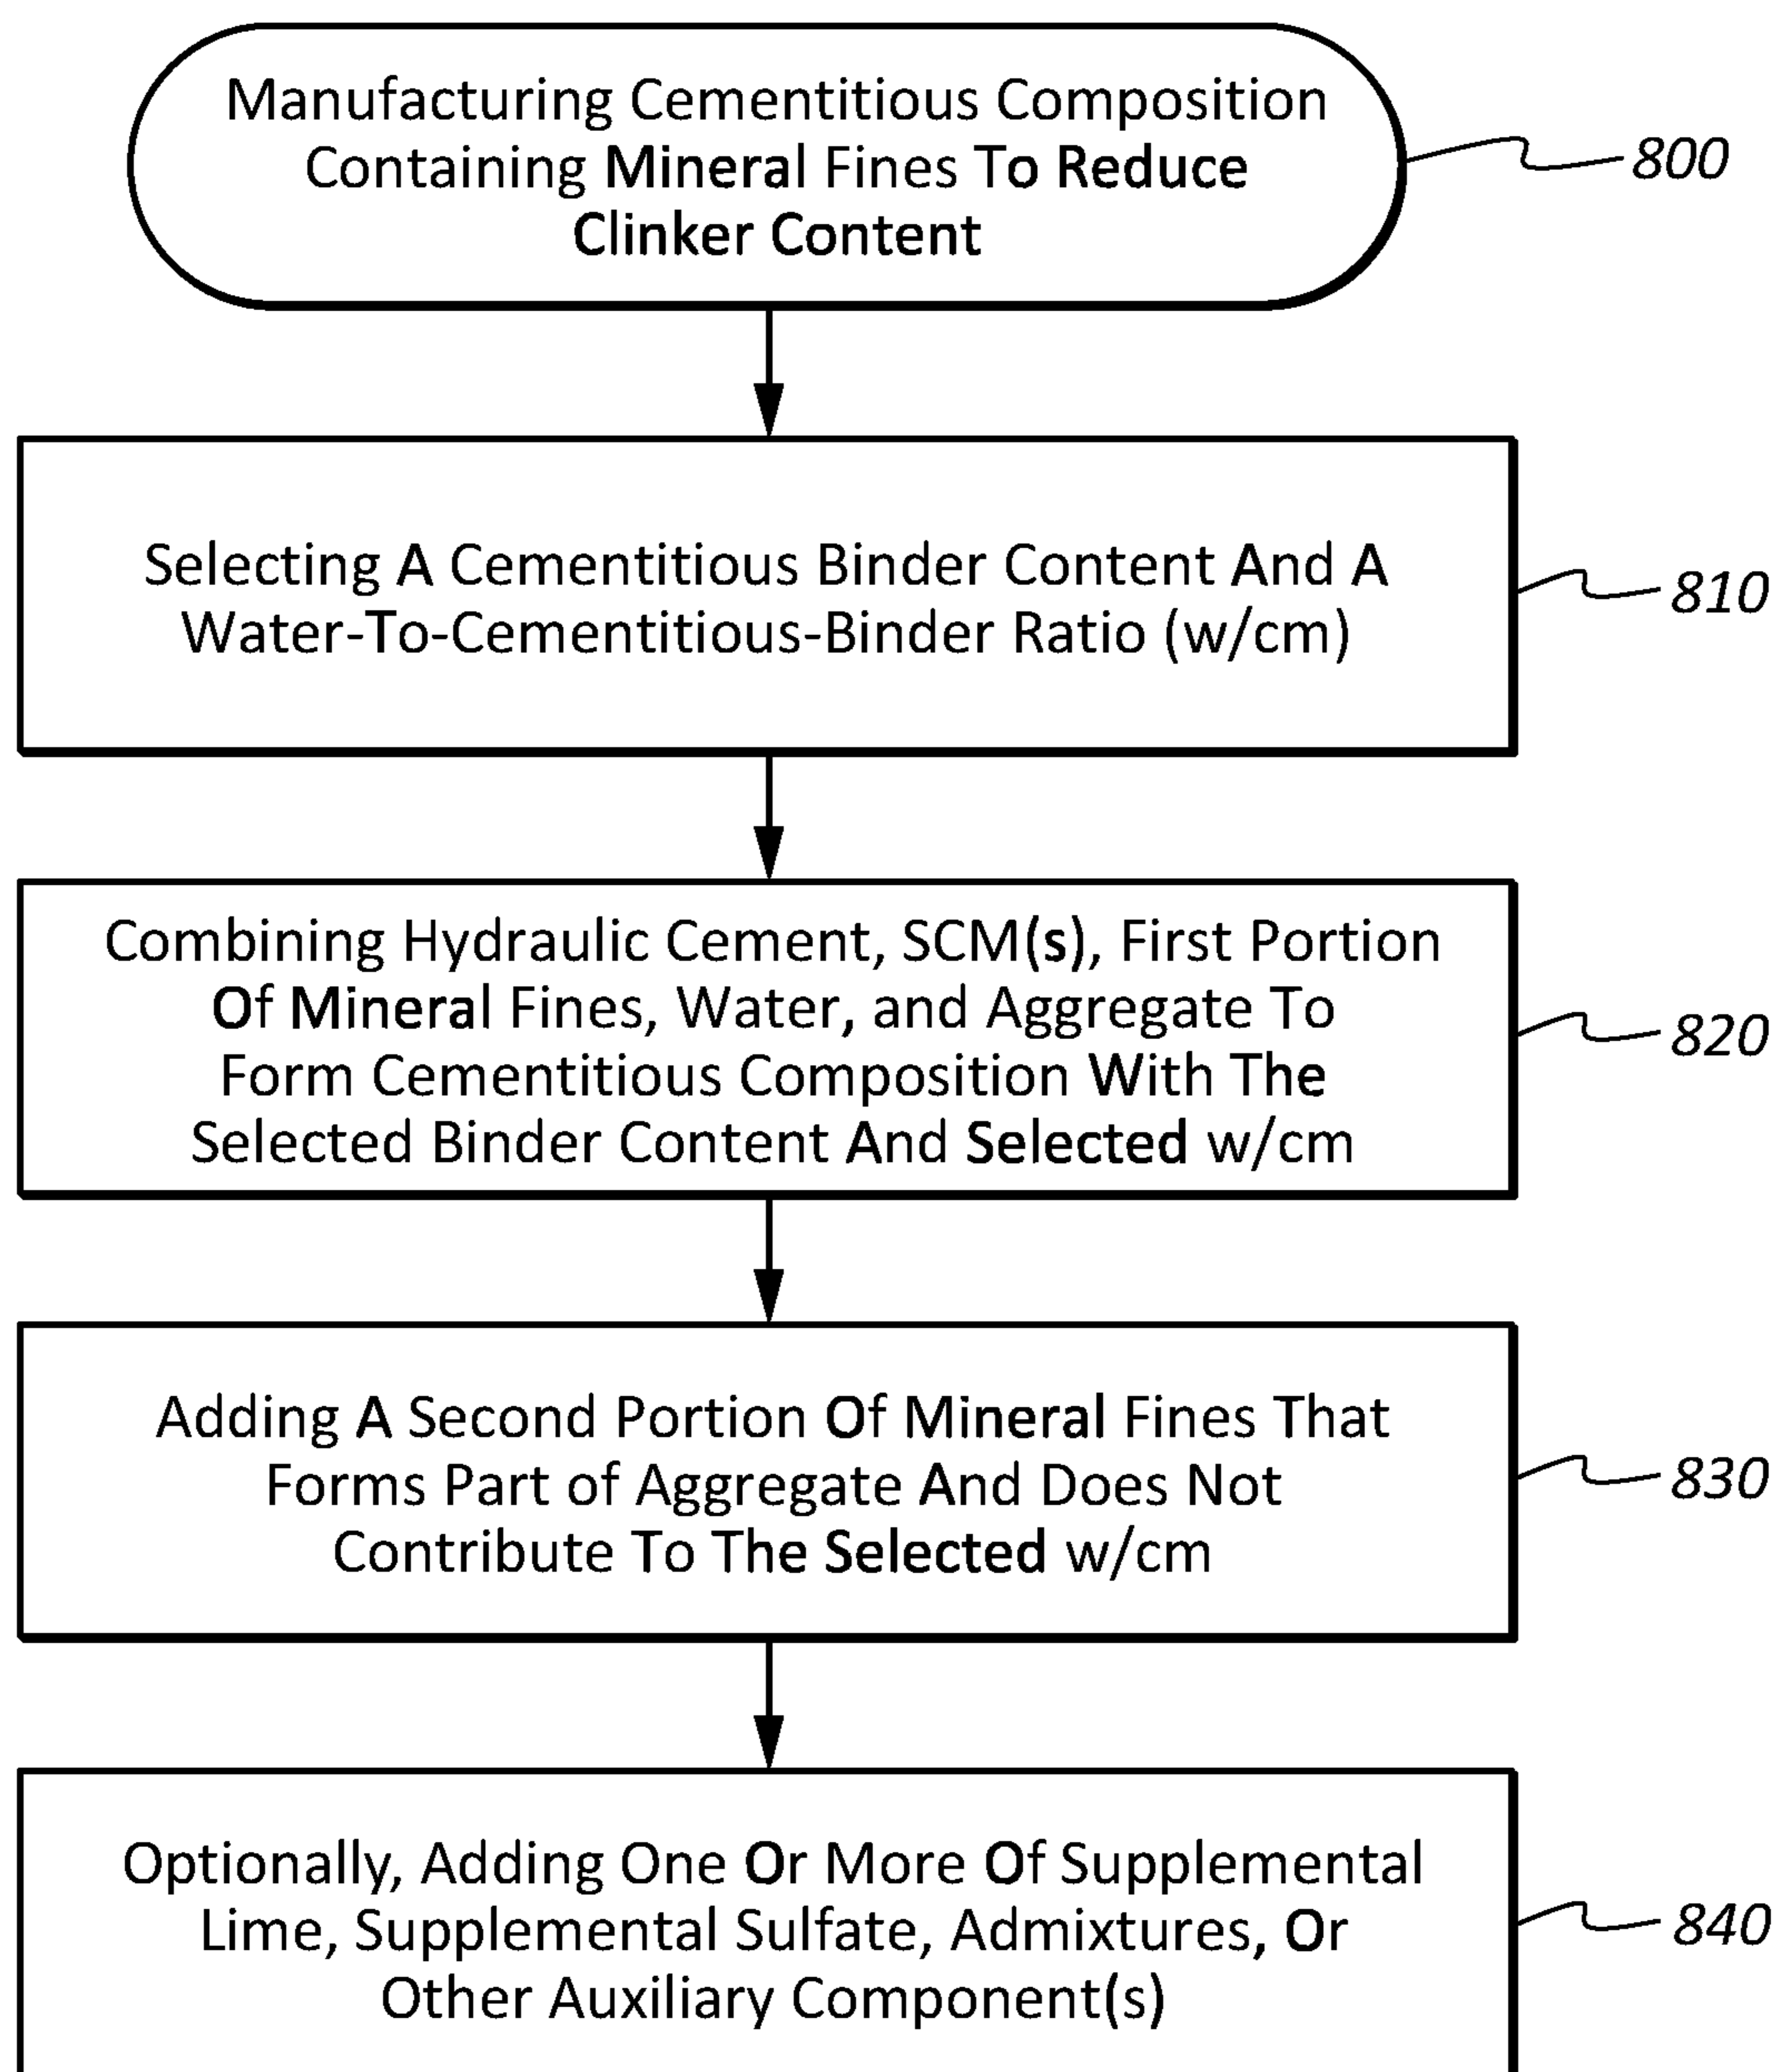 Manufacturing Cementitious Composition
Containing Mineral Fines To Reduce
Clinker Content
800
Selecting A Cementitious Binder Content And A
Water-To-Cementitious-Binder Ratio (w/cm)
810
Combining Hydraulic Cement, SCM(s), First Portion
Of Mineral Fines, Water, and Aggregate To
Form Cementitious Composition With The
Selected Binder Content And Selected w/cm
820
Adding A Second Portion Of Mineral Fines That
Forms Part of Aggregate And Does Not
Contribute To The Selected w/cm
830
Optionally, Adding One Or More Of Supplemental
Lime, Supplemental Sulfate, Admixtures, Or
Other Auxiliary Component(s)
840